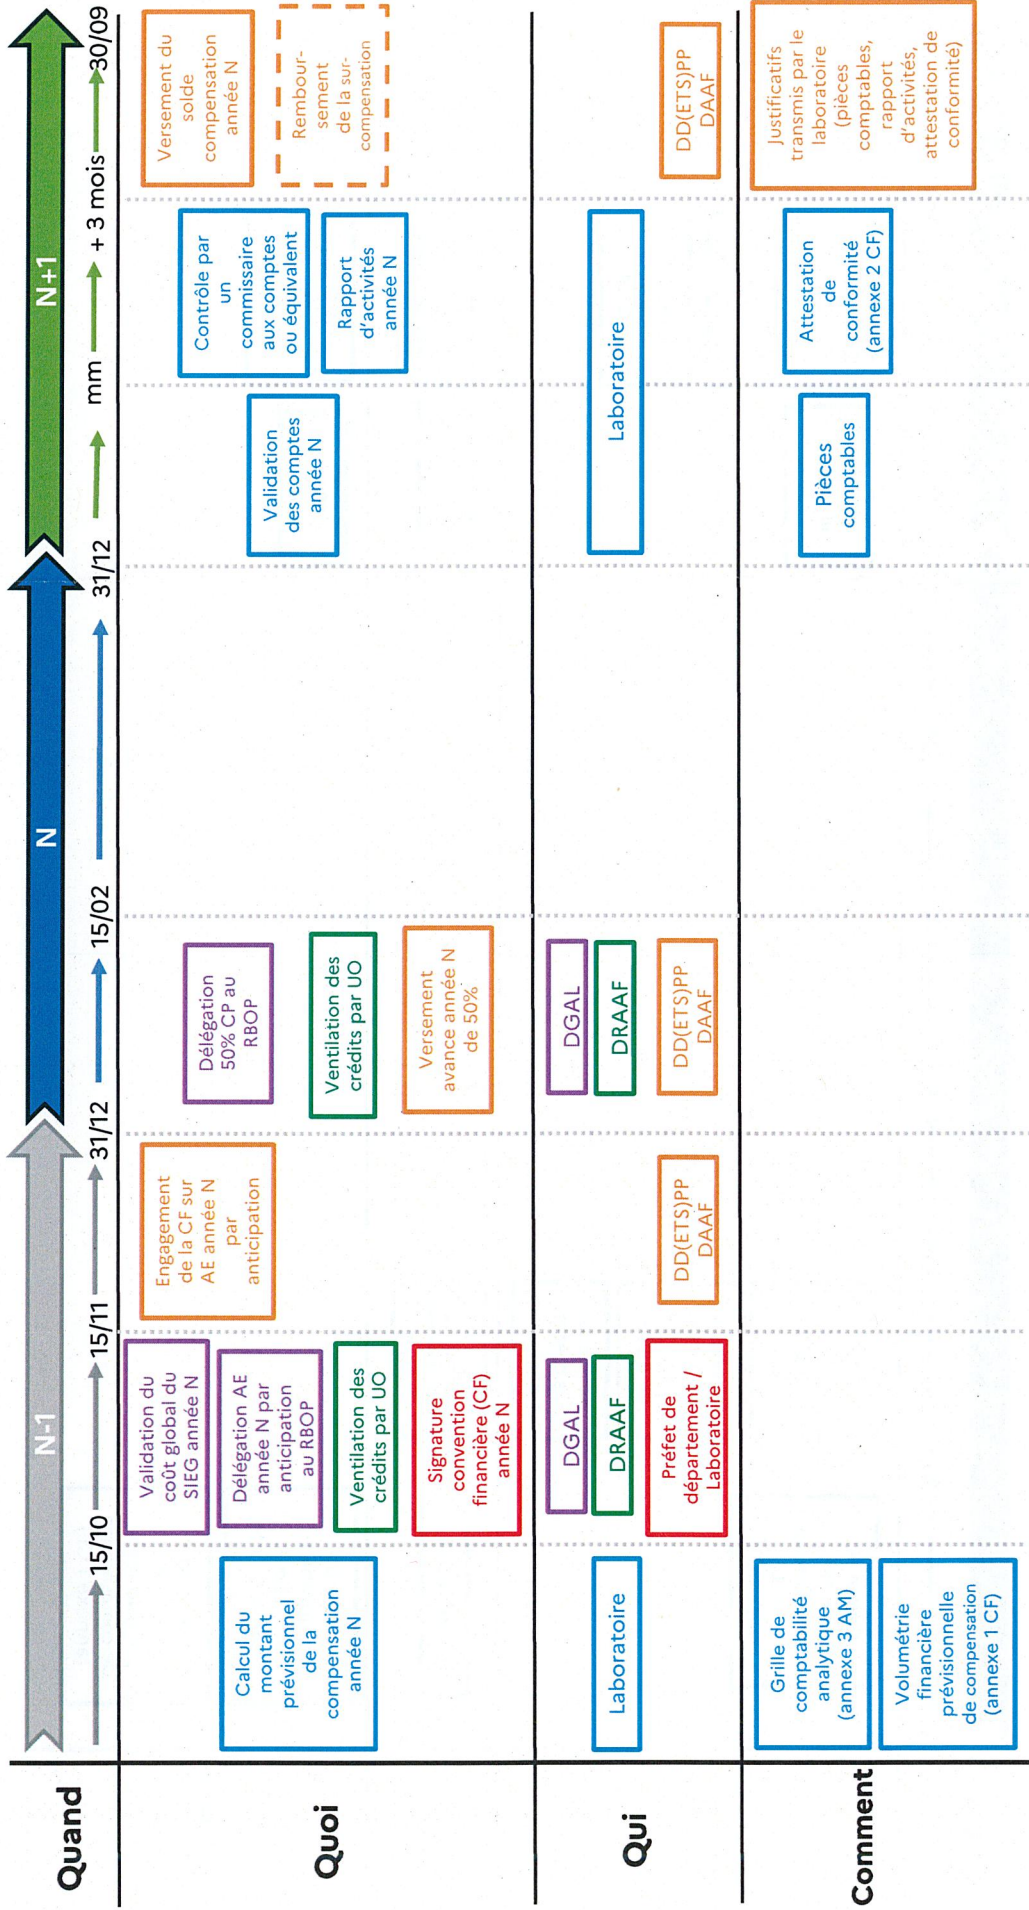 Quand
N-1
N
N+1
15/10
15/11
31/12
15/02
31/12
mm
+ 3 mois
30/09
Quoi
Calcul du
montant
prévisionnel
de la
compensation
année N
Validation du
coût global du
SIEG année N
Délégation AE
année N par
anticipation
au RBOP
Ventilation des
crédits par UO
Signature
convention
financière (CF)
année N
Engagement
de la CF sur
AE année N
par
anticipation
Délégation
50% CP au
RBOP
Ventilation des
crédits par UO
Versement
avance année N
de 50%
Validation
des comptes
année N
Contrôle par
un
commissaire
aux comptes
ou équivalent
Rapport
d'activités
année N
Versement du
solde
compensation
année N
Rembour-
sement
de la sur-
compensation
Qui
Laboratoire
DGAL
DRAAF
Préfet de
département /
Laboratoire
DD(ETS)PP
DAAF
DGAL
DRAAF
DD(ETS)PP
DAAF
Laboratoire
DD(ETS)PP
DAAF
Comment
Grille de
comptabilité
analytique
(annexe 3 AM)
Volumétrie
financière
prévisionnelle
de compensation
(annexe 1 CF)
Pièces
comptables
Attestation
de
conformité
(annexe 2 CF)
Justificatifs
transmis par le
laboratoire
(pièces
comptables,
rapport
d'activités,
attestation de
conformité)